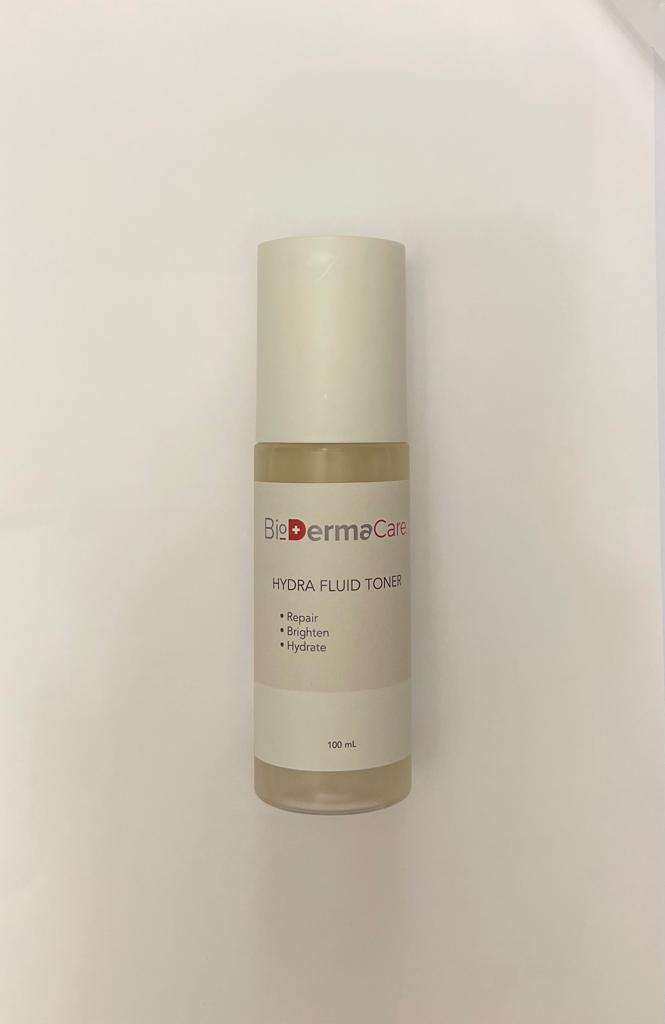 BioDermaCare
HYDRA FLUID TONER
• Repair
• Brighten
• Hydrate
100 mL